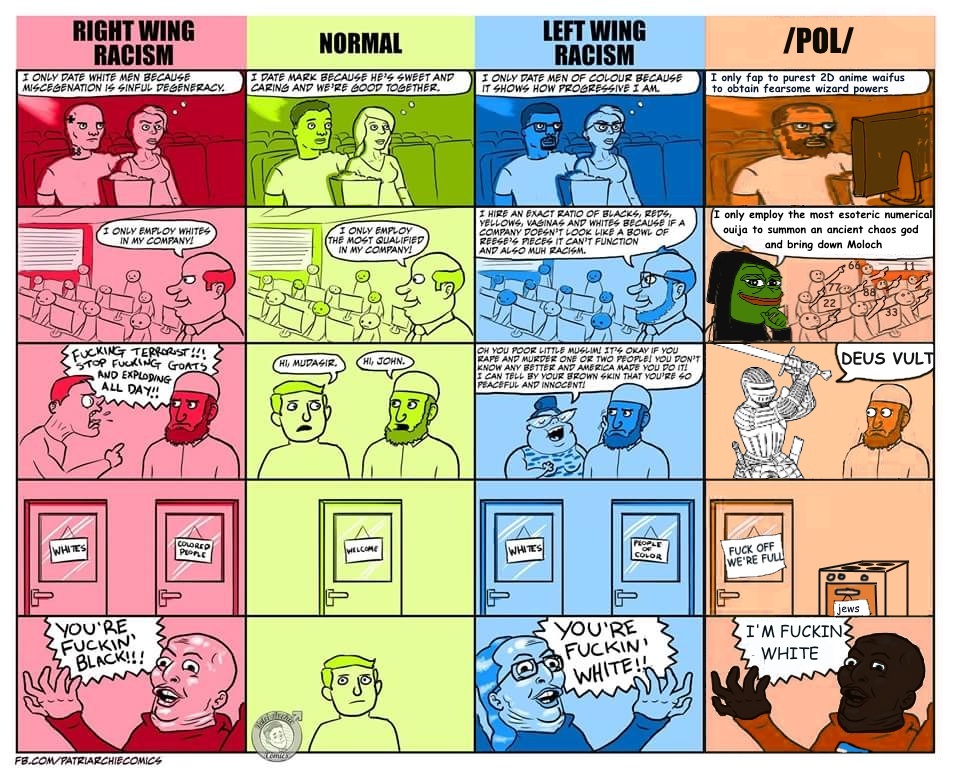 RIGHT WING
RACISM
NORMAL
LEFT WING
RACISM
/POL/
I ONLY DATE WHITE MEN BECAUSE
MISCEGENATION IS SINFUL DEGENERACY.
I DATE MARK BECAUSE HE'S SWEET AND
CARING AND WE'RE GOOD TOGETHER.
I ONLY DATE MEN OF COLOUR BECAUSE
IT SHOWS HOW PROGRESSIVE I AM.
I only fap to purest 2D anime waifus
to obtain fearsome wizard powers
I ONLY EMPLOY WHITES
IN MY COMPANY!
I ONLY EMPLOY
THE MOST QUALIFIED
IN MY COMPANY!
I HIRE AN EXACT RATIO OF BLACKS, REDS,
YELLOWS, VAGINAS AND WHITES BECAUSE IF A
COMPANY DOESN'T LOOK LIKE A BOWL OF
REESE'S PIECES IT CAN'T FUNCTION
AND ALSO MUH RACISM.
I only employ the most esoteric numerical
ouija to summon an ancient chaos god
and bring down Moloch
66
11
77
88
22
33
FUCKING TERRORIST!!!
STOP FUCKING GOATS
AND EXPLODING
ALL DAY!!
HI, MUDASIR.
HI, JOHN.
OH YOU POOR LITTLE MUSLIM! IT'S OKAY IF YOU
RAPE AND MURDER ONE OR TWO PEOPLE! YOU DON'T
KNOW ANY BETTER AND AMERICA MADE YOU DO IT!
I CAN TELL BY YOUR BROWN SKIN THAT YOU'RE SO
PEACEFUL AND INNOCENT!
DEUS VULT
WHITES
COLORED
PEOPLE
WELCOME
WHITES
PEOPLE
OF
COLOR
FUCK OFF
WE'RE FULL
jews
YOU'RE
FUCKIN'
BLACK!!!
YOU'RE
FUCKIN'
WHITE!!
I'M FUCKIN
WHITE
Comics
FB.COM/PATRIARCHIECOMICS